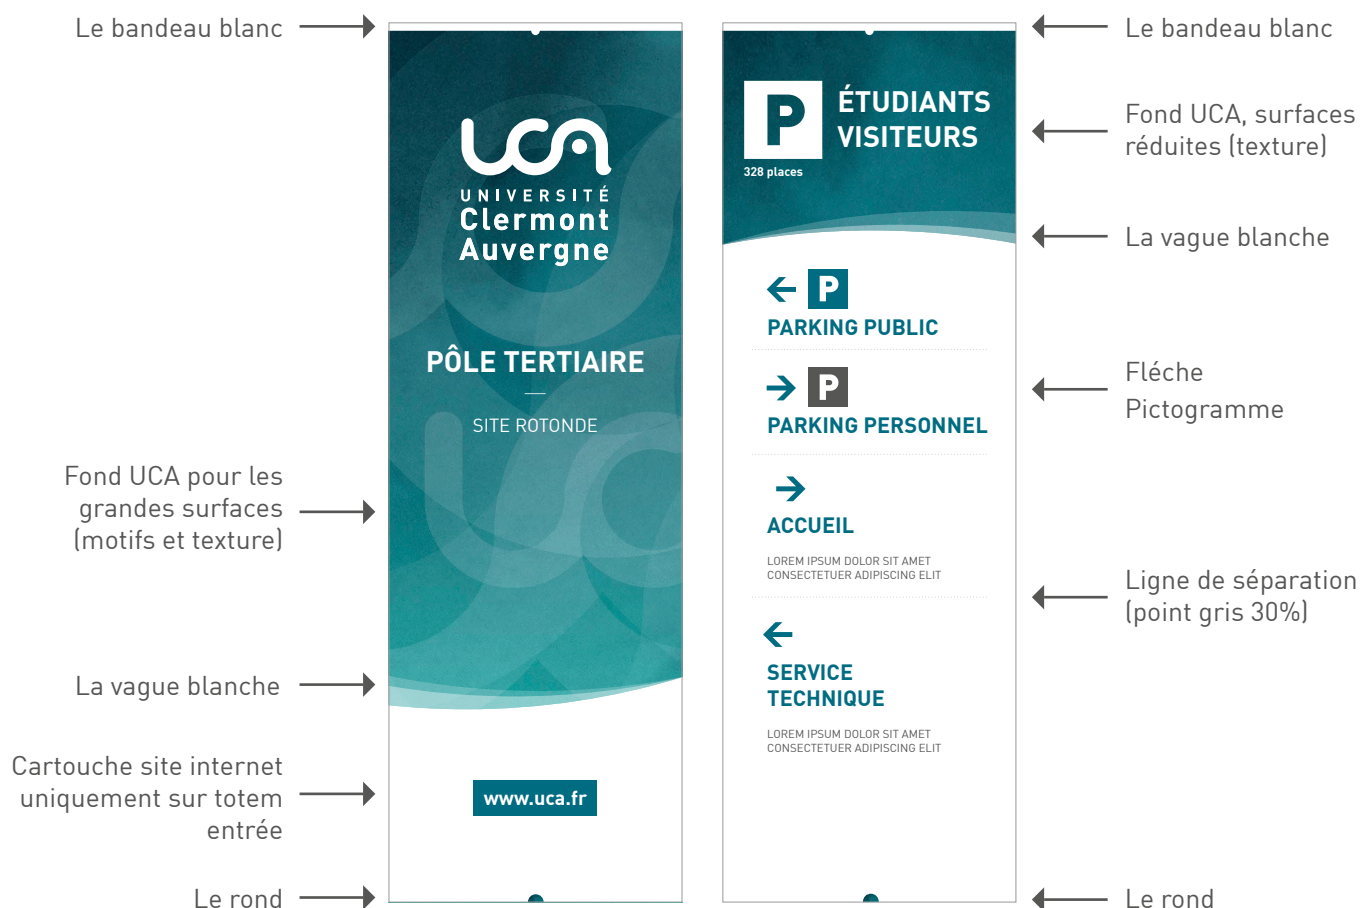 Le bandeau blanc
Fond UCA pour les
grandes surfaces
(motifs et texture)
La vague blanche
Cartouche site internet
uniquement sur totem
entrée
Le rond
UCA
UNIVERSITÉ
Clermont
Auvergne
PÔLE TERTIAIRE
SITE ROTONDE
www.uca.fr
P
ÉTUDIANTS
VISITEURS
328 places
P
PARKING PUBLIC
P
PARKING PERSONNEL
ACCUEIL
LOREM IPSUM DOLOR SIT AMET
CONSECTETUER ADIPISCING ELIT
SERVICE
TECHNIQUE
LOREM IPSUM DOLOR SIT AMET
CONSECTETUER ADIPISCING ELIT
Le bandeau blanc
Fond UCA, surfaces
réduites (texture)
La vague blanche
Fléche
Pictogramme
Ligne de séparation
(point gris 30%)
Le rond